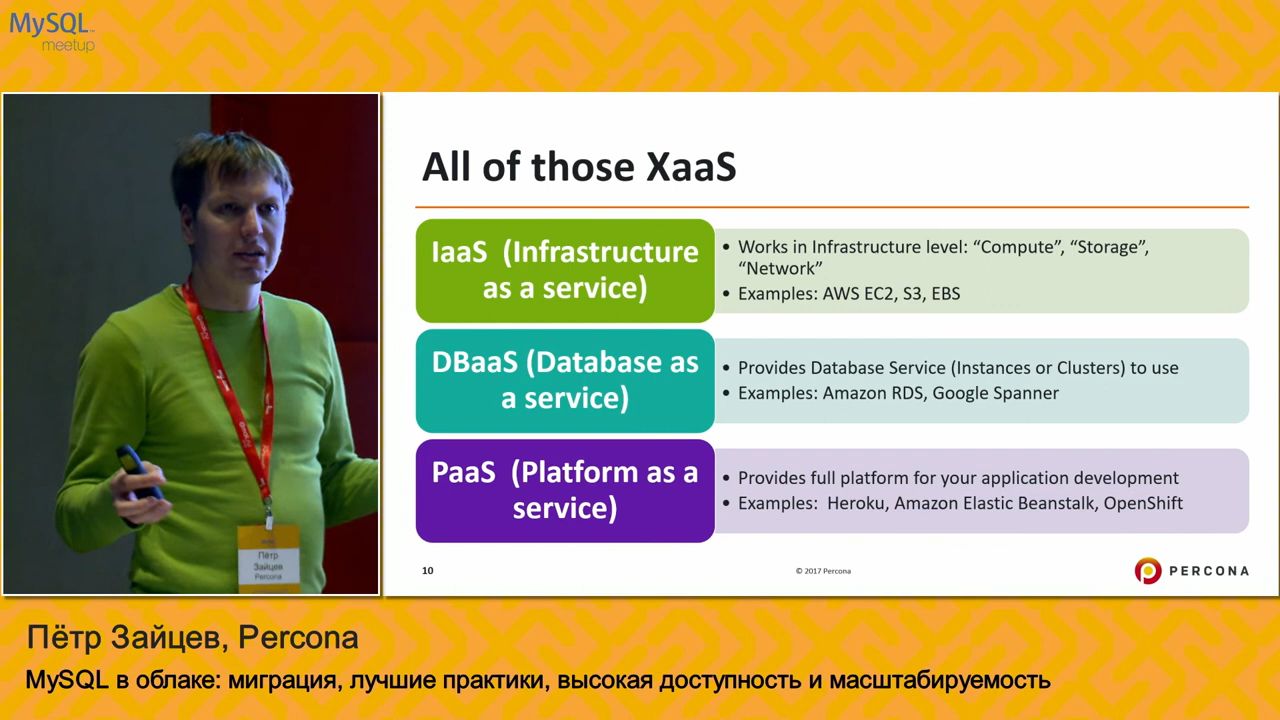 MySQL
meetup
All of those XaaS
IaaS (Infrastructure
as a service)
• Works in Infrastructure level: “Compute”, “Storage”,
“Network”
• Examples: AWS EC2, S3, EBS
DBaaS (Database as
a service)
• Provides Database Service (Instances or Clusters) to use
• Examples: Amazon RDS, Google Spanner
PaaS (Platform as a
service)
• Provides full platform for your application development
• Examples: Heroku, Amazon Elastic Beanstalk, OpenShift
10
© 2017 Percona
PERCONA
Пётр
Зайцев
Percona
Пётр Зайцев, Percona
MySQL в облаке: миграция, лучшие практики, высокая доступность и масштабируемость